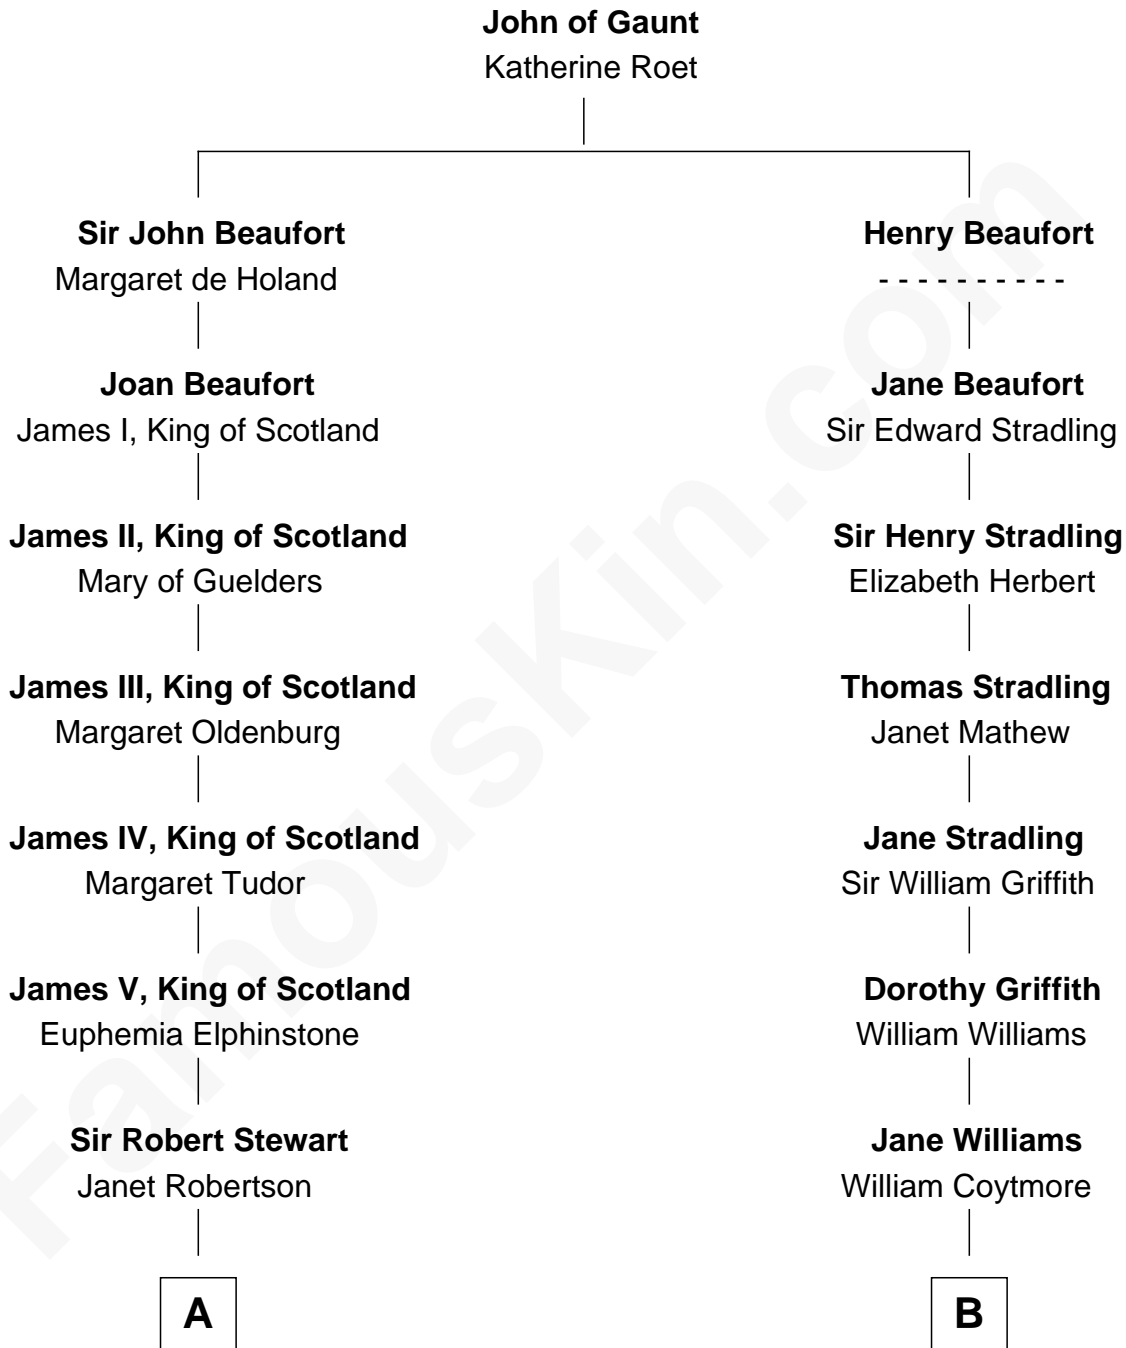 John of Gaunt
Katherine Roet
Sir John Beaufort
Margaret de Holand
Joan Beaufort
James I, King of Scotland
James II, King of Scotland
Mary of Guelders
James III, King of Scotland
Margaret Oldenburg
James IV, King of Scotland
Margaret Tudor
James V, King of Scotland
Euphemia Elphinstone
Sir Robert Stewart
Janet Robertson
A
Henry Beaufort
- - - - - - - - - -
Jane Beaufort
Sir Edward Stradling
Sir Henry Stradling
Elizabeth Herbert
Thomas Stradling
Janet Mathew
Jane Stradling
Sir William Griffith
Dorothy Griffith
William Williams
Jane Williams
William Coytmore
B
FamousKin.com